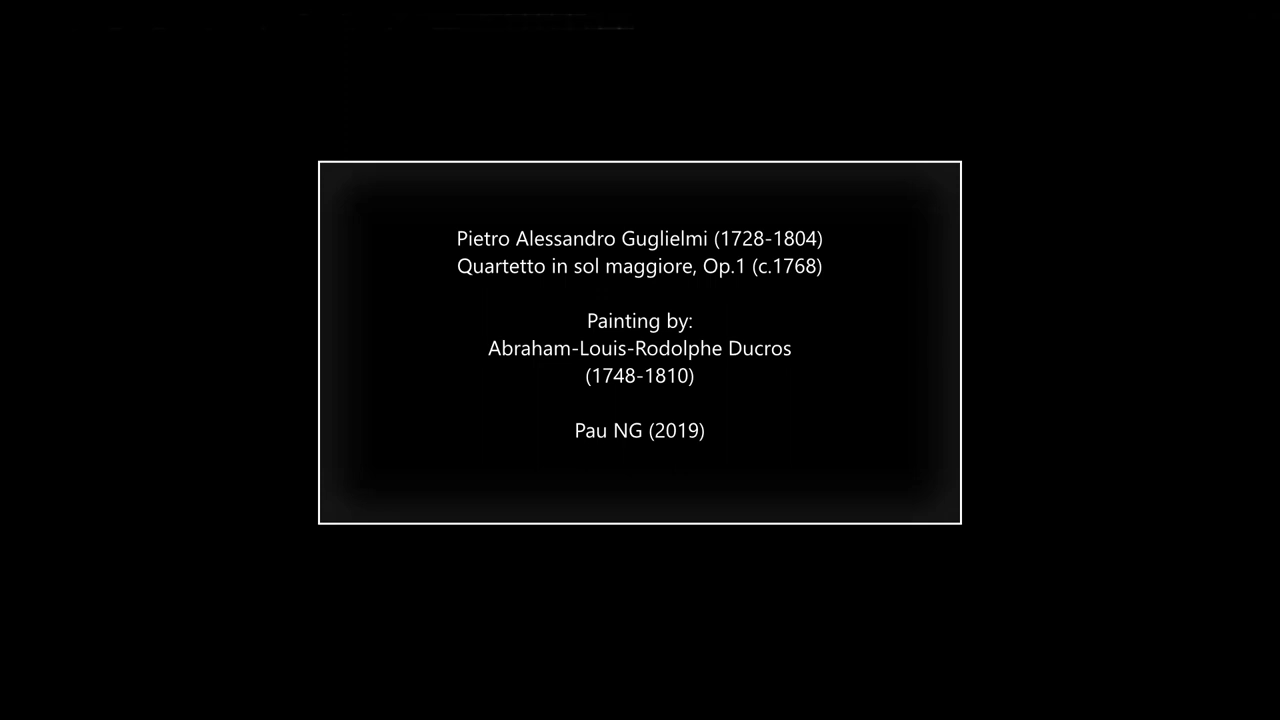 Pietro Alessandro Guglielmi (1728-1804)
Quartetto in sol maggiore, Op.1 (c.1768)
Painting by:
Abraham-Louis-Rodolphe Ducros
(1748-1810)
Pau NG (2019)